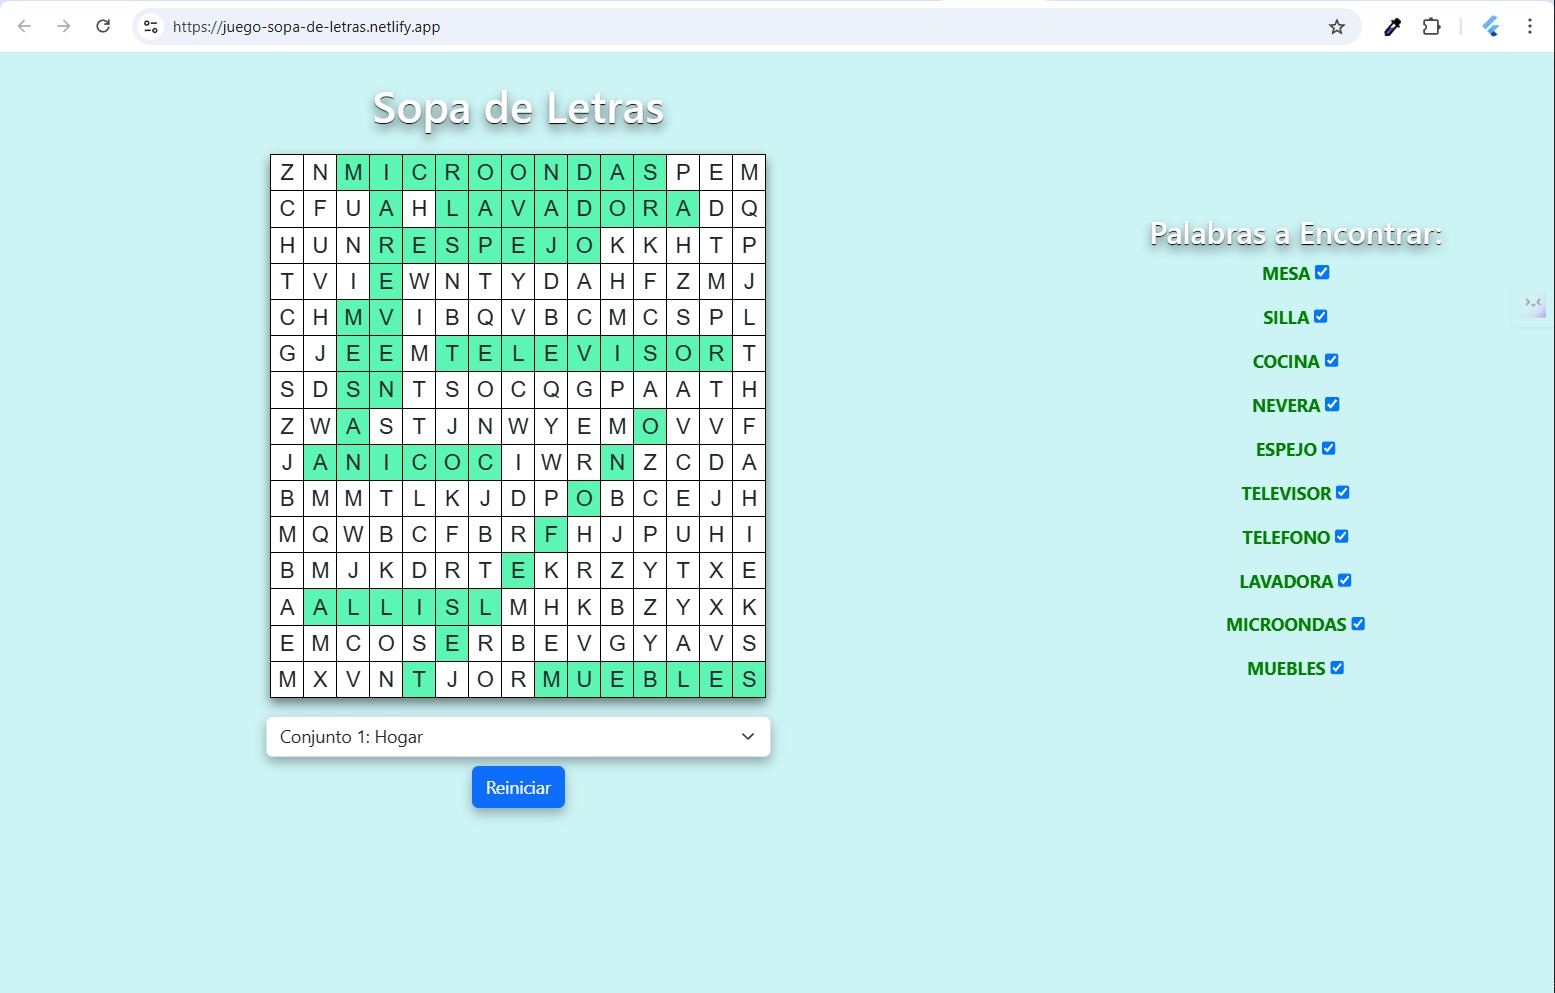 https://juego-sopa-de-letras.netlify.app
Sopa de Letras
Z N M I C R O O N D A S P E M
C F U A H L A V A D O R A D Q
H U N R E S P E J O K K H T P
T V I E W N T Y D A H F Z M J
C H M V I B Q V B C M C S P L
G J E E M T E L E V I S O R T
S D S N T S O C Q G P A A T H
Z W A S T J N W Y E M O V V F
J A N I C O C I W R N Z C D A
B M M T L K J D P O B C E J H
M Q W B C F B R F H J P U H I
B M J K D R T E K R Z Y T X E
A A L L I S L M H K B Z Y X K
E M C O S E R B E V G Y A V S
M X V N T J O R M U E B L E S
Conjunto 1: Hogar
Reiniciar
Palabras a Encontrar:
MESA
SILLA
COCINA
NEVERA
ESPEJO
TELEVISOR
TELEFONO
LAVADORA
MICROONDAS
MUEBLES